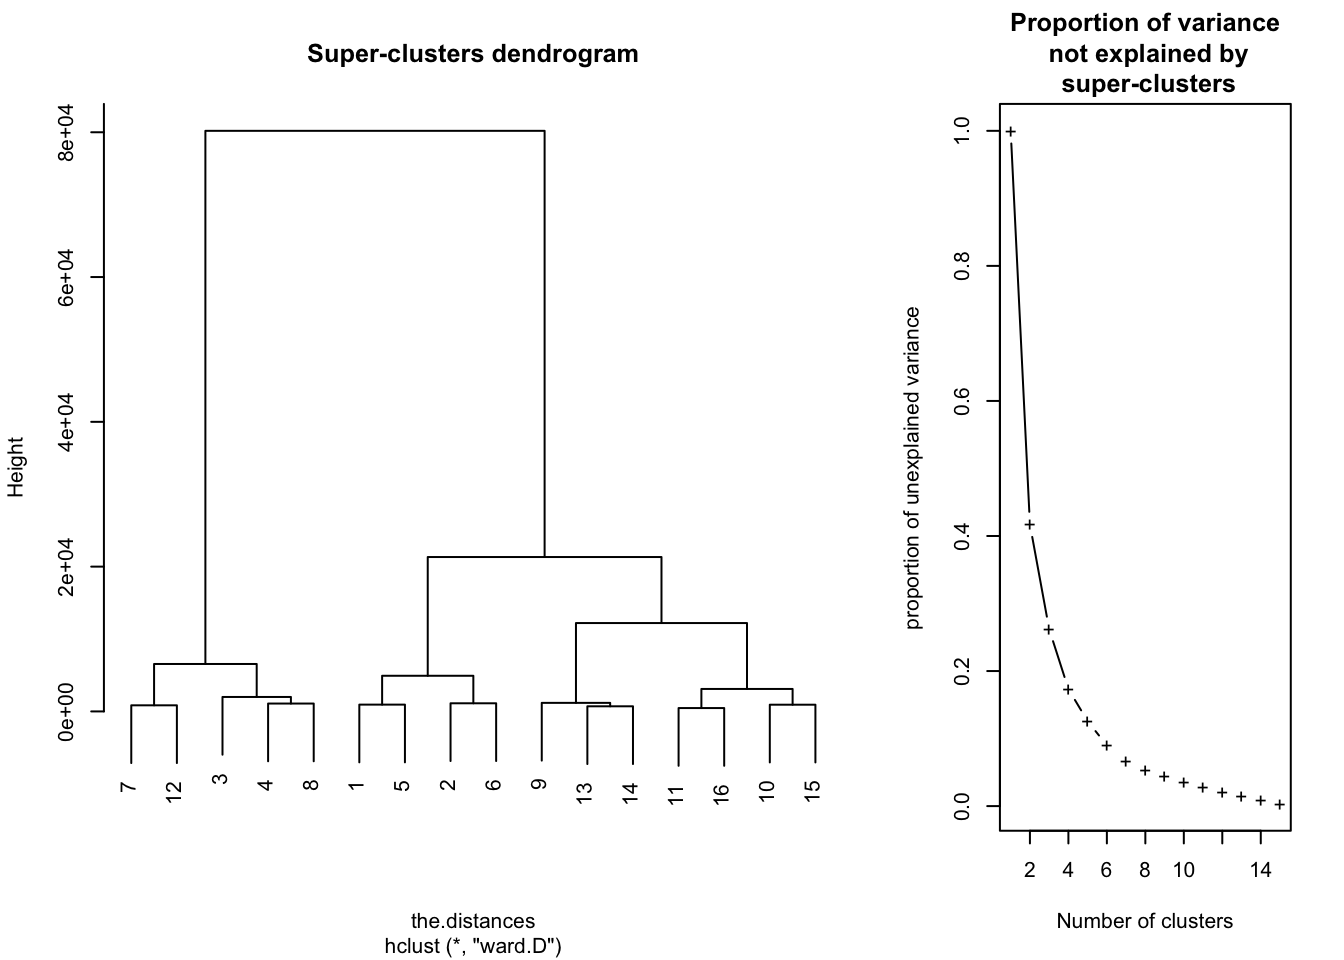 Super-clusters dendrogram
Height
8e+04
6e+04
4e+04
2e+04
0e+00
7 12 3 4 8 1 5 2 6 9 13 14 11 16 10 15
the.distances
hclust (*, "ward.D")
Proportion of variance
not explained by
super-clusters
proportion of unexplained variance
1.0
0.8
0.6
0.4
0.2
0.0
2 4 6 8 10 14
Number of clusters